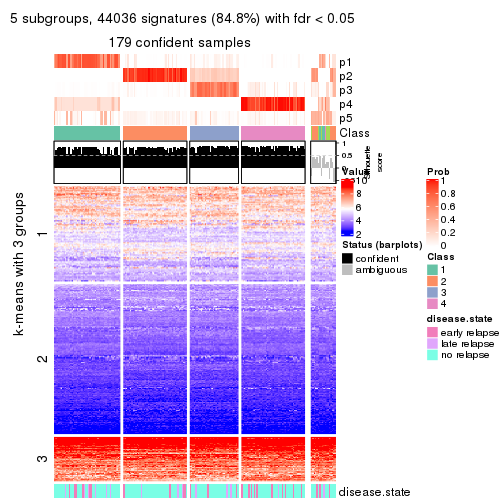 5 subgroups, 44036 signatures (84.8%) with fdr < 0.05
179 confident samples
p1
p2
p3
p4
p5
Class
1
0.5
0
silhouette
score
k-means with 3 groups
1
2
3
disease.state
Value
10
8
6
4
2
Status (barplots)
confident
ambiguous
Prob
1
0.8
0.6
0.4
0.2
0
Class
1
2
3
4
disease.state
early relapse
late relapse
no relapse